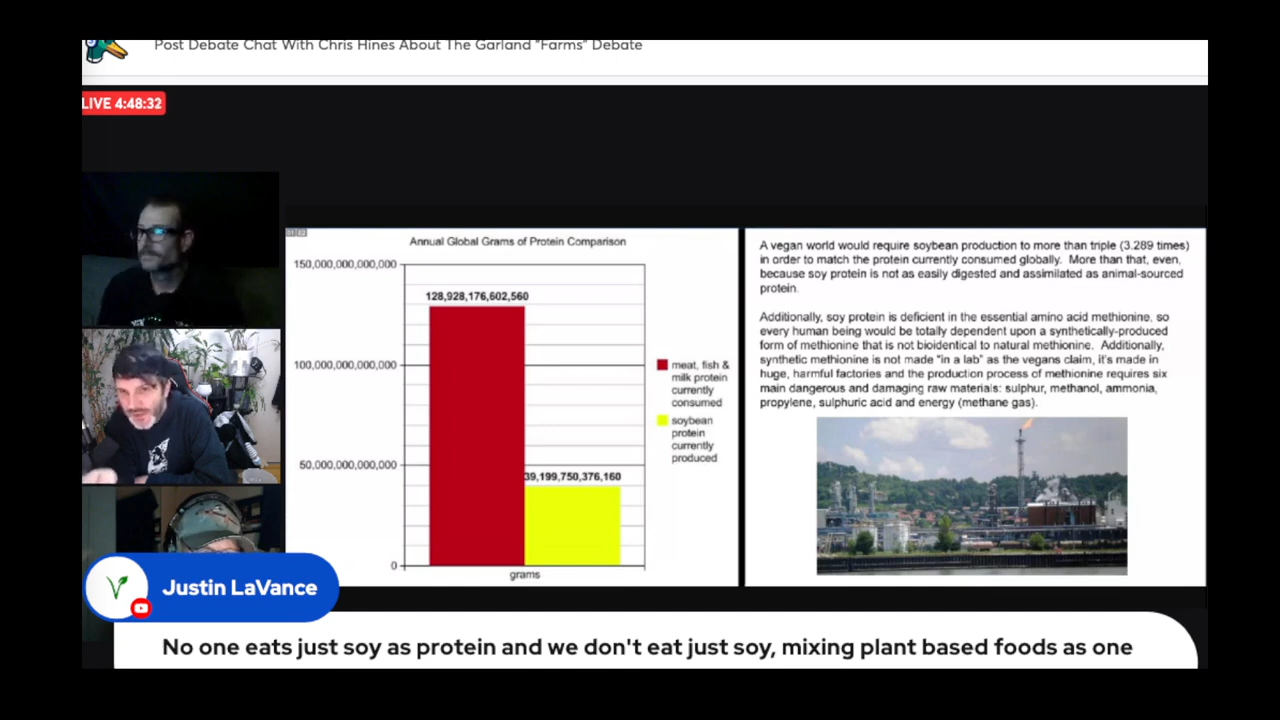 Post Debate Chat With Chris Hines About The Garland "Farms" Debate
LIVE 4:48:32
Annual Global Grams of Protein Comparison
150,000,000,000,000
128,928,176,602,560
100,000,000,000,000
50,000,000,000,000
39,199,750,376,160
0
grams
meat, fish &
milk protein
currently
consumed
soybean
protein
currently
produced
A vegan world would require soybean production to more than triple (3.289 times)
in order to match the protein currently consumed globally. More than that, even,
because soy protein is not as easily digested and assimilated as animal-sourced
protein.
Additionally, soy protein is deficient in the essential amino acid methionine, so
every human being would be totally dependent upon a synthetically-produced
form of methionine that is not bioidentical to natural methionine. Additionally,
synthetic methionine is not made "in a lab" as the vegans claim, it's made in
huge, harmful factories and the production process of methionine requires six
main dangerous and damaging raw materials: sulphur, methanol, ammonia,
propylene, sulphuric acid and energy (methane gas).
Justin LaVance
No one eats just soy as protein and we don't eat just soy, mixing plant based foods as one